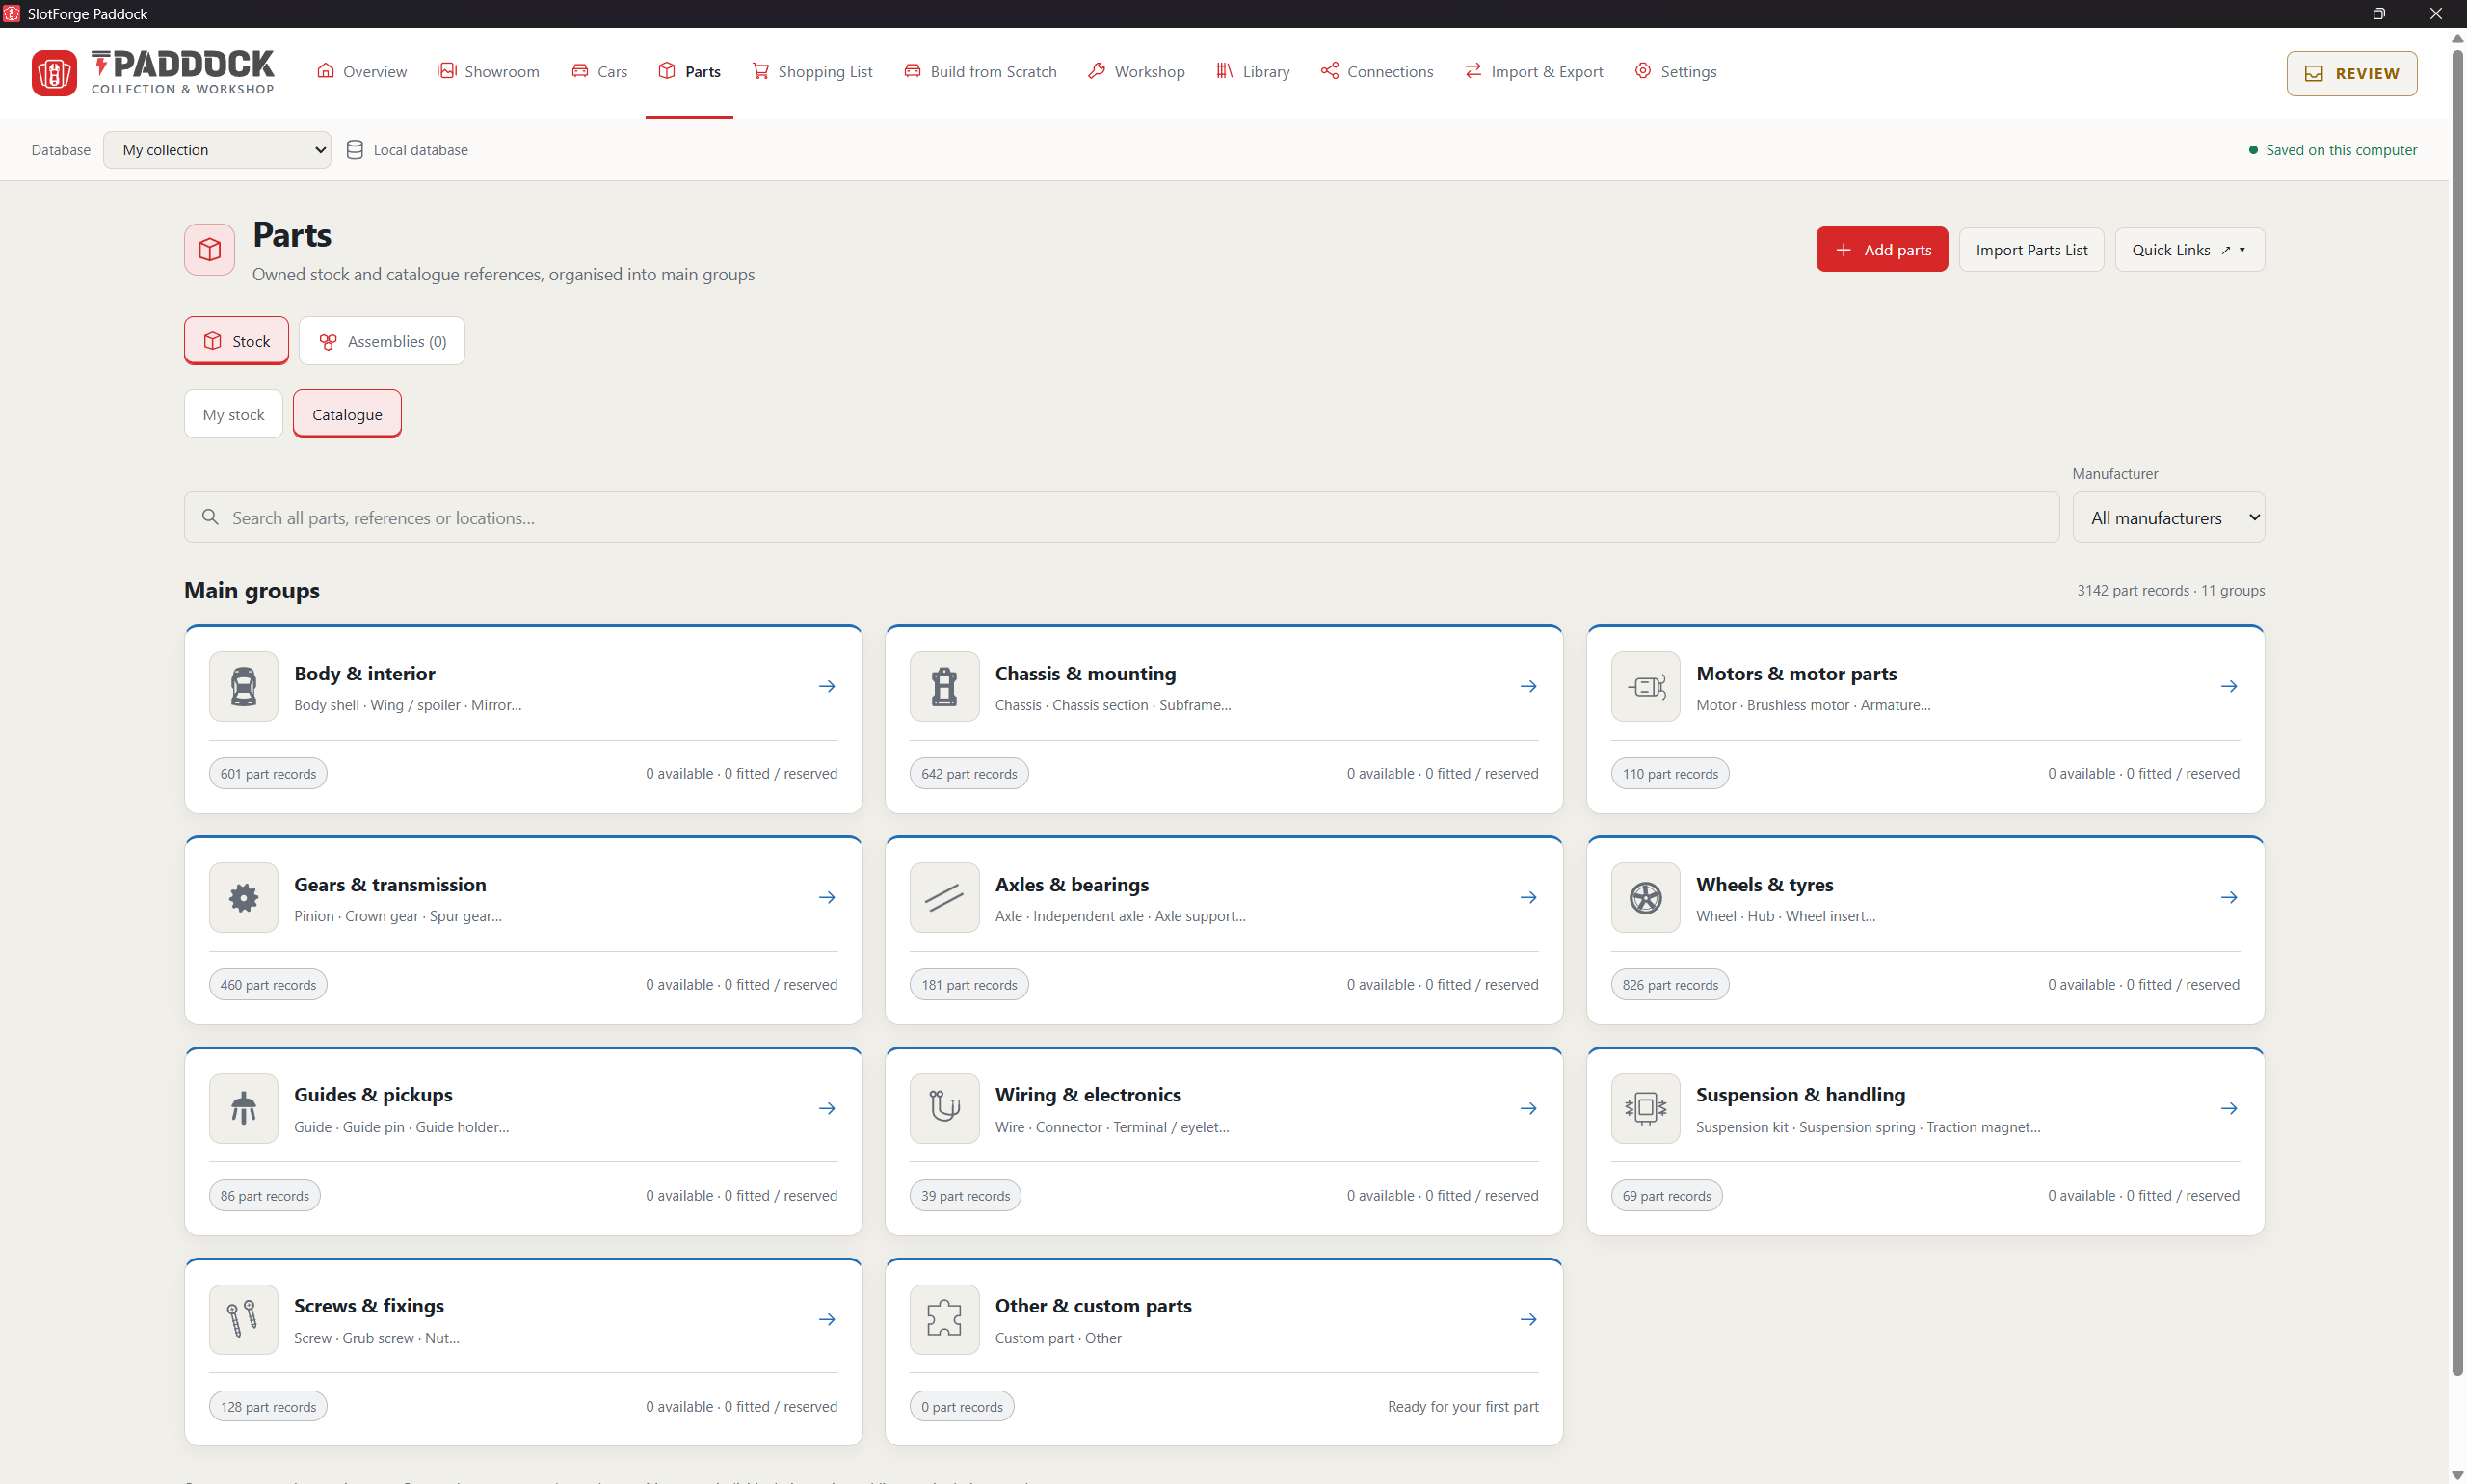 SlotForge Paddock
PADDOCK
COLLECTION & WORKSHOP
Overview
Showroom
Cars
Parts
Shopping List
Build from Scratch
Workshop
Library
Connections
Import & Export
Settings
REVIEW
Database
My collection
Local database
Saved on this computer
Parts
Owned stock and catalogue references, organised into main groups
Add parts
Import Parts List
Quick Links
Stock
Assemblies (0)
My stock
Catalogue
Manufacturer
Search all parts, references or locations...
All manufacturers
Main groups
3142 part records · 11 groups
Body & interior
Body shell · Wing / spoiler · Mirror...
601 part records
0 available · 0 fitted / reserved
Chassis & mounting
Chassis · Chassis section · Subframe...
642 part records
0 available · 0 fitted / reserved
Motors & motor parts
Motor · Brushless motor · Armature...
110 part records
0 available · 0 fitted / reserved
Gears & transmission
Pinion · Crown gear · Spur gear...
460 part records
0 available · 0 fitted / reserved
Axles & bearings
Axle · Independent axle · Axle support...
181 part records
0 available · 0 fitted / reserved
Wheels & tyres
Wheel · Hub · Wheel insert...
826 part records
0 available · 0 fitted / reserved
Guides & pickups
Guide · Guide pin · Guide holder...
86 part records
0 available · 0 fitted / reserved
Wiring & electronics
Wire · Connector · Terminal / eyelet...
39 part records
0 available · 0 fitted / reserved
Suspension & handling
Suspension kit · Suspension spring · Traction magnet...
69 part records
0 available · 0 fitted / reserved
Screws & fixings
Screw · Grub screw · Nut...
128 part records
0 available · 0 fitted / reserved
Other & custom parts
Custom part · Other
0 part records
Ready for your first part